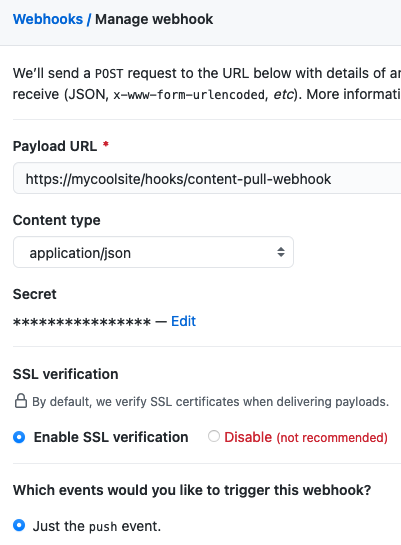 Webhooks / Manage webhook
We'll send a POST request to the URL below with details of
receive (JSON, x-www-form-urlencoded, etc). More
Payload URL *
https://mycoolsite/hooks/content-pull-webhook
Content type
application/json
Secret
**************** — Edit
SSL verification
By default, we verify SSL certificates when delivering payloads.
Enable SSL verification Disable (not recommended)
Which events would you like to trigger this webhook?
Just the push event.